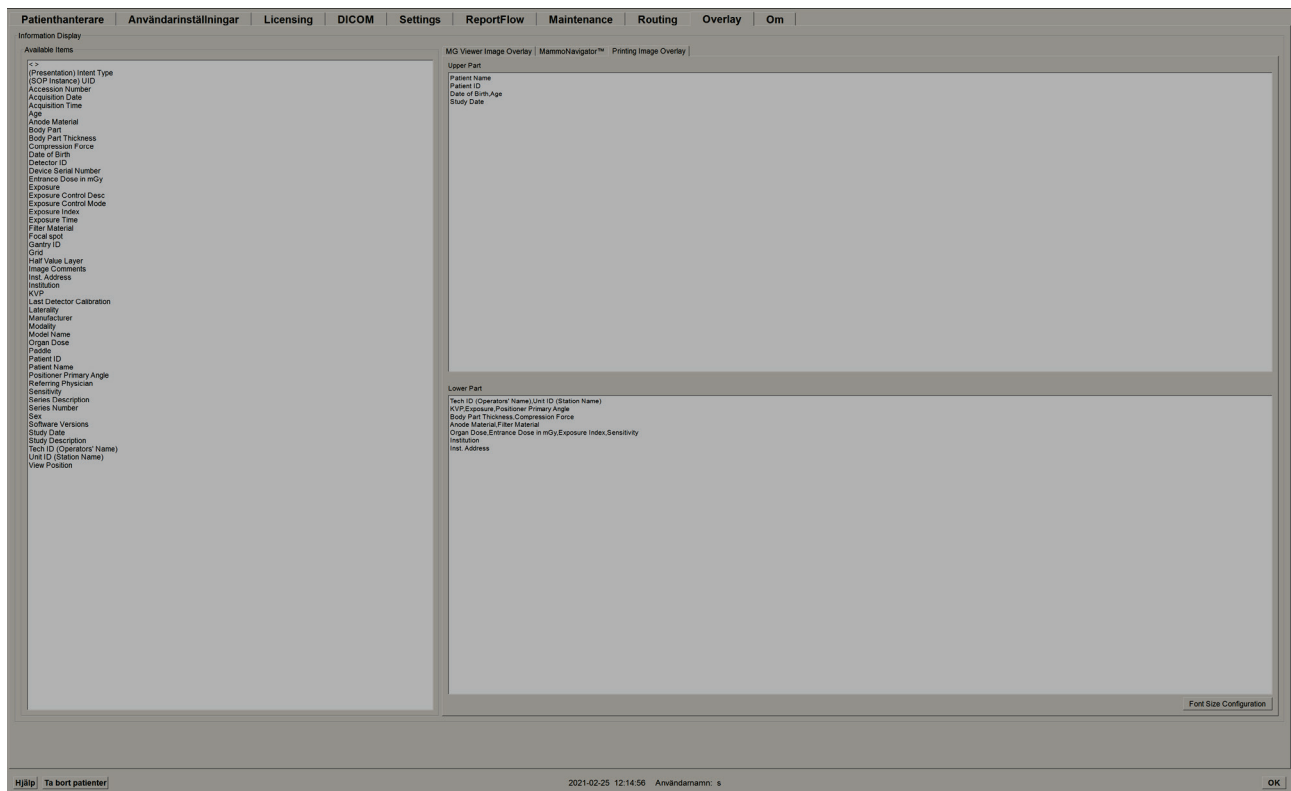 Patienthanterare Användarinställningar Licensing DICOM Settings ReportFlow Maintenance Routing Overlay Om
Information Display
Available Items
< >
(Presentation) Intent Type
(SOP Instance) UID
Accession Number
Acquisition Date
Acquisition Time
Age
Anode Material
Body Part
Body Part Thickness
Compression Force
Date of Birth
Detector ID
Device Serial Number
Entrance Dose in mGy
Exposure
Exposure Control Desc
Exposure Control Mode
Exposure Index
Exposure Time
Filter Material
Focal spot
Gantry ID
Grid
Half Value Layer
Image Comments
Inst. Address
Institution
KVP
Last Detector Calibration
Laterality
Manufacturer
Modality
Model Name
Organ Dose
Paddle
Patient ID
Patient Name
Positioner Primary Angle
Referring Physician
Sensitivity
Series Description
Series Number
Sex
Software Versions
Study Date
Study Description
Tech ID (Operators' Name)
Unit ID (Station Name)
View Position
MG Viewer Image Overlay MammoNavigator™ Printing Image Overlay
Upper Part
Patient Name
Patient ID
Date of Birth,Age
Study Date
Lower Part
Tech ID (Operators' Name),Unit ID (Station Name)
KVP,Exposure,Positioner Primary Angle
Body Part Thickness,Compression Force
Anode Material,Filter Material
Organ Dose,Entrance Dose in mGy,Exposure Index,Sensitivity
Institution
Inst. Address
Font Size Configuration
Hjälp Ta bort patienter 2021-02-25 12:14:56 Användarnamn: s OK